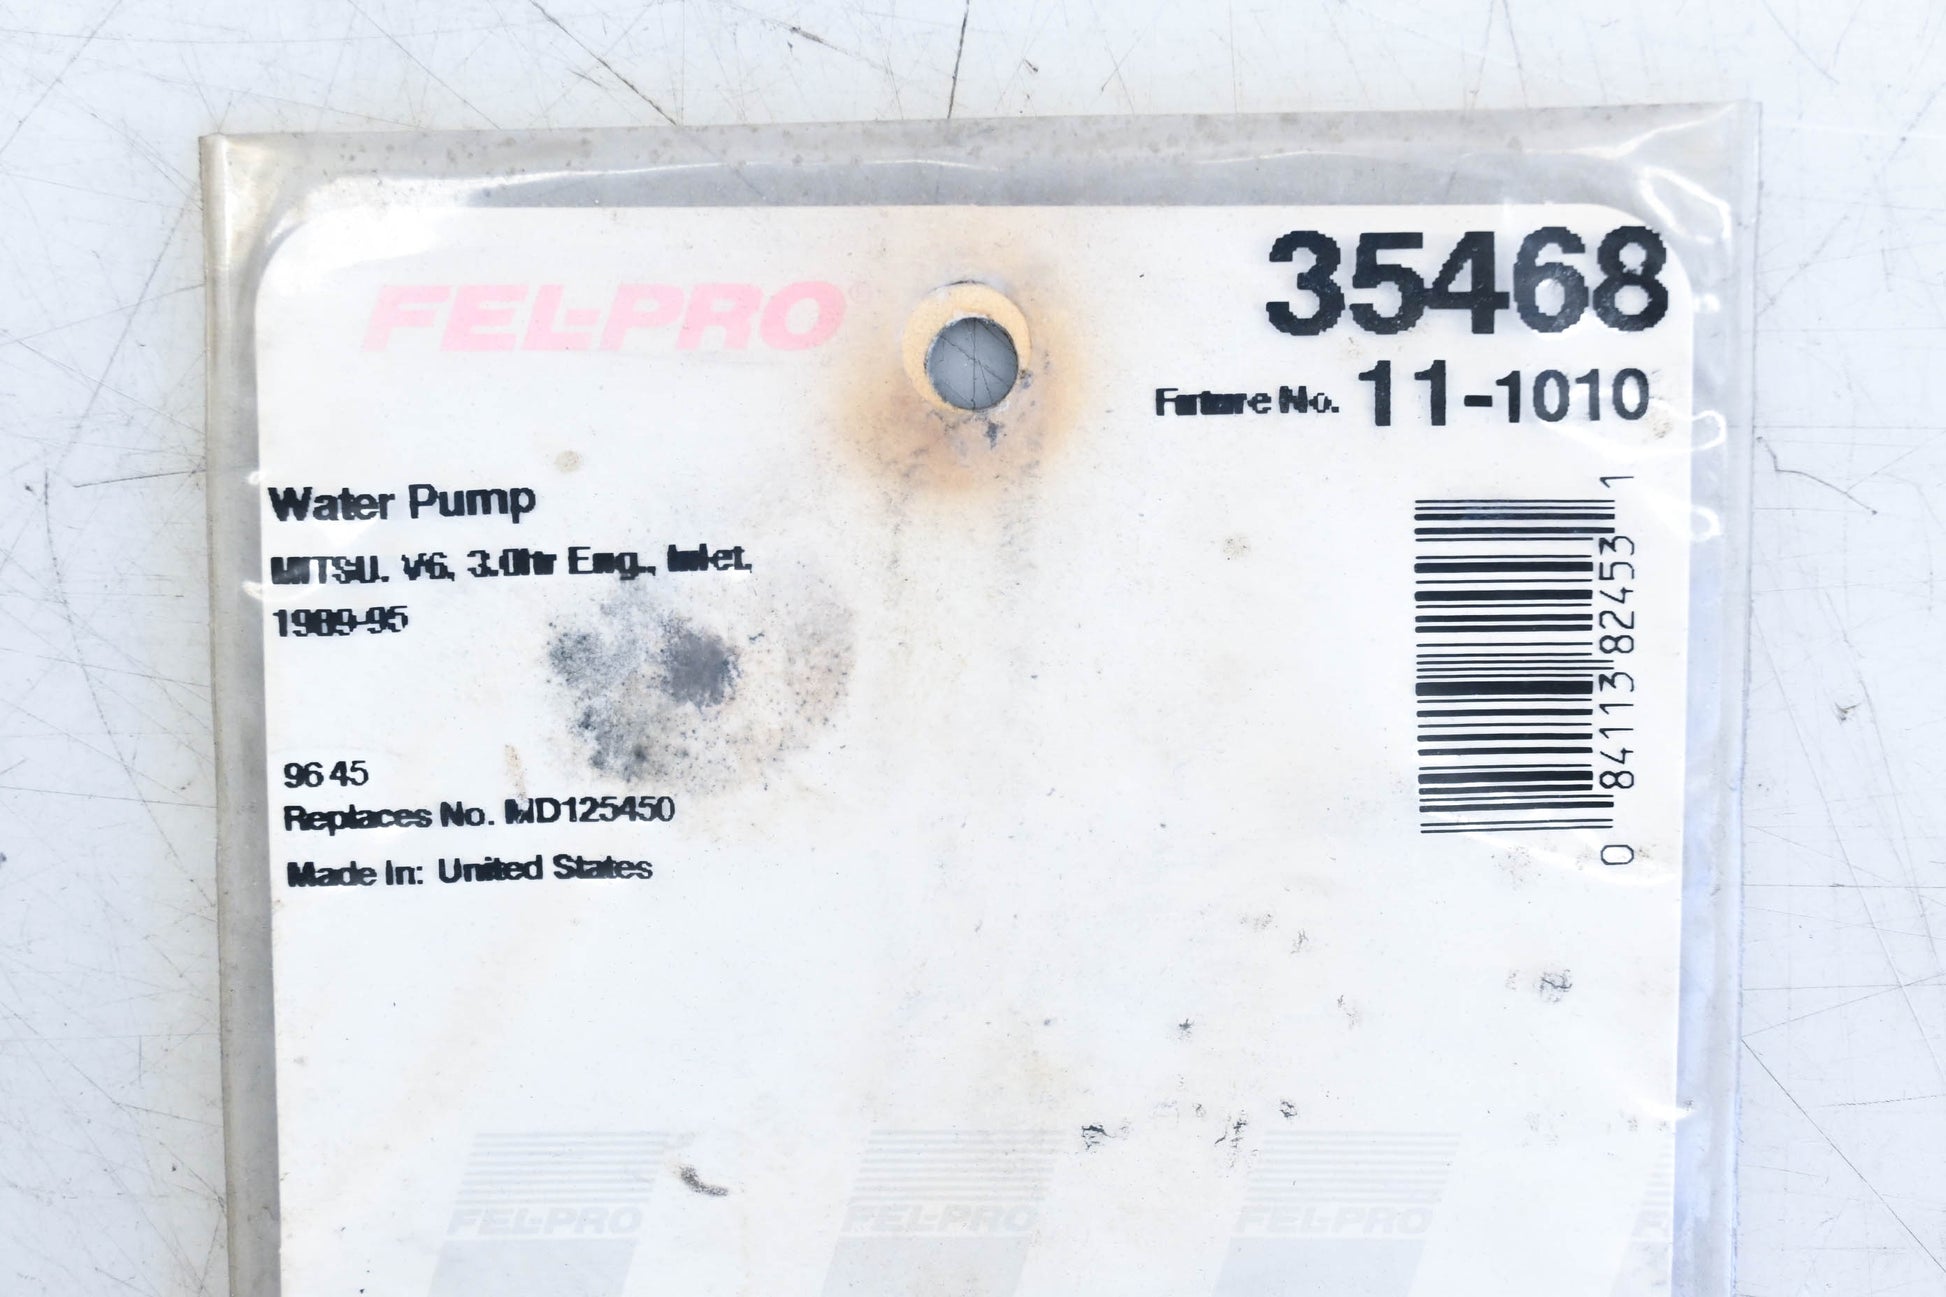 FEL-PRO®
35468
Future No. 11-1010
Water Pump
MITSU. V6, 3.0ltr Eng., Inlet,
1989-95
96 45
Replaces No. MD125450
Made In: United States
0 84113 82453 1
FEL-PRO FEL-PRO FEL-PRO